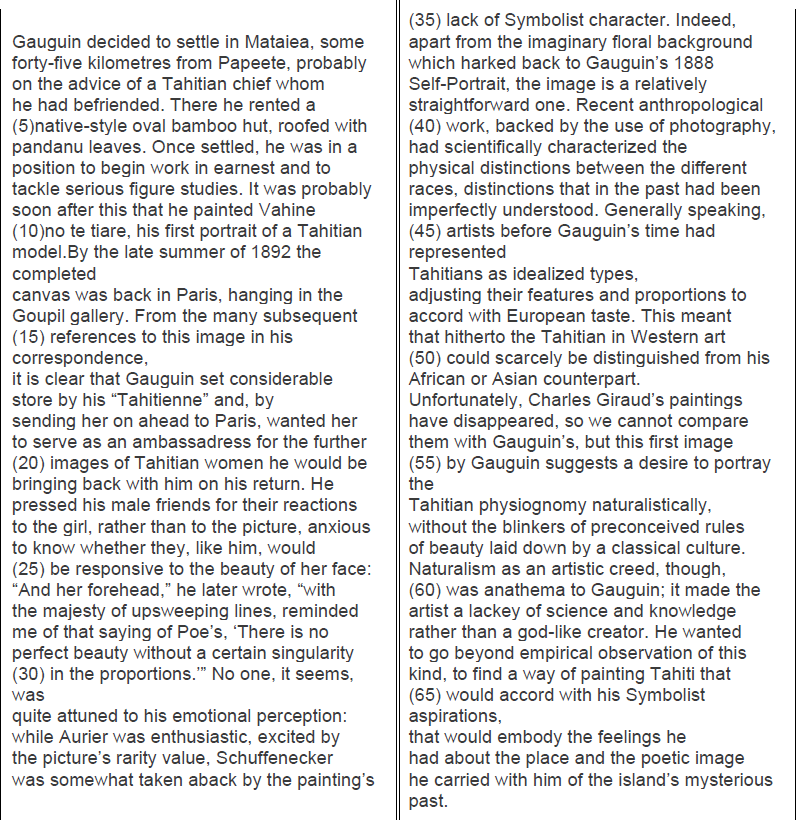 Gauguin decided to settle in Mataiea, some
forty-five kilometres from Papeete, probably
on the advice of a Tahitian chief whom
he had befriended. There he rented a
(5)native-style oval bamboo hut, roofed with
pandanu leaves. Once settled, he was in a
position to begin work in earnest and to
tackle serious figure studies. It was probably
soon after this that he painted Vahine
(10)no te tiare, his first portrait of a Tahitian
model.By the late summer of 1892 the
completed
canvas was back in Paris, hanging in the
Goupil gallery. From the many subsequent
(15) references to this image in his
correspondence,
it is clear that Gauguin set considerable
store by his “Tahitienne” and, by
sending her on ahead to Paris, wanted her
to serve as an ambassadress for the further
(20) images of Tahitian women he would be
bringing back with him on his return. He
pressed his male friends for their reactions
to the girl, rather than to the picture, anxious
to know whether they, like him, would
(25) be responsive to the beauty of her face:
“And her forehead,” he later wrote, “with
the majesty of upsweeping lines, reminded
me of that saying of Poe’s, ‘There is no
perfect beauty without a certain singularity
(30) in the proportions.’” No one, it seems,
was
quite attuned to his emotional perception:
while Aurier was enthusiastic, excited by
the picture’s rarity value, Schuffenecker
was somewhat taken aback by the painting’s
(35) lack of Symbolist character. Indeed,
apart from the imaginary floral background
which harked back to Gauguin’s 1888
Self-Portrait, the image is a relatively
straightforward one. Recent anthropological
(40) work, backed by the use of photography,
had scientifically characterized the
physical distinctions between the different
races, distinctions that in the past had been
imperfectly understood. Generally speaking,
(45) artists before Gauguin’s time had
represented
Tahitians as idealized types,
adjusting their features and proportions to
accord with European taste. This meant
that hitherto the Tahitian in Western art
(50) could scarcely be distinguished from his
African or Asian counterpart.
Unfortunately, Charles Giraud’s paintings
have disappeared, so we cannot compare
them with Gauguin’s, but this first image
(55) by Gauguin suggests a desire to portray
the
Tahitian physiognomy naturalistically,
without the blinkers of preconceived rules
of beauty laid down by a classical culture.
Naturalism as an artistic creed, though,
(60) was anathema to Gauguin; it made the
artist a lackey of science and knowledge
rather than a god-like creator. He wanted
to go beyond empirical observation of this
kind, to find a way of painting Tahiti that
(65) would accord with his Symbolist
aspirations,
that would embody the feelings he
had about the place and the poetic image
he carried with him of the island’s mysterious
past.